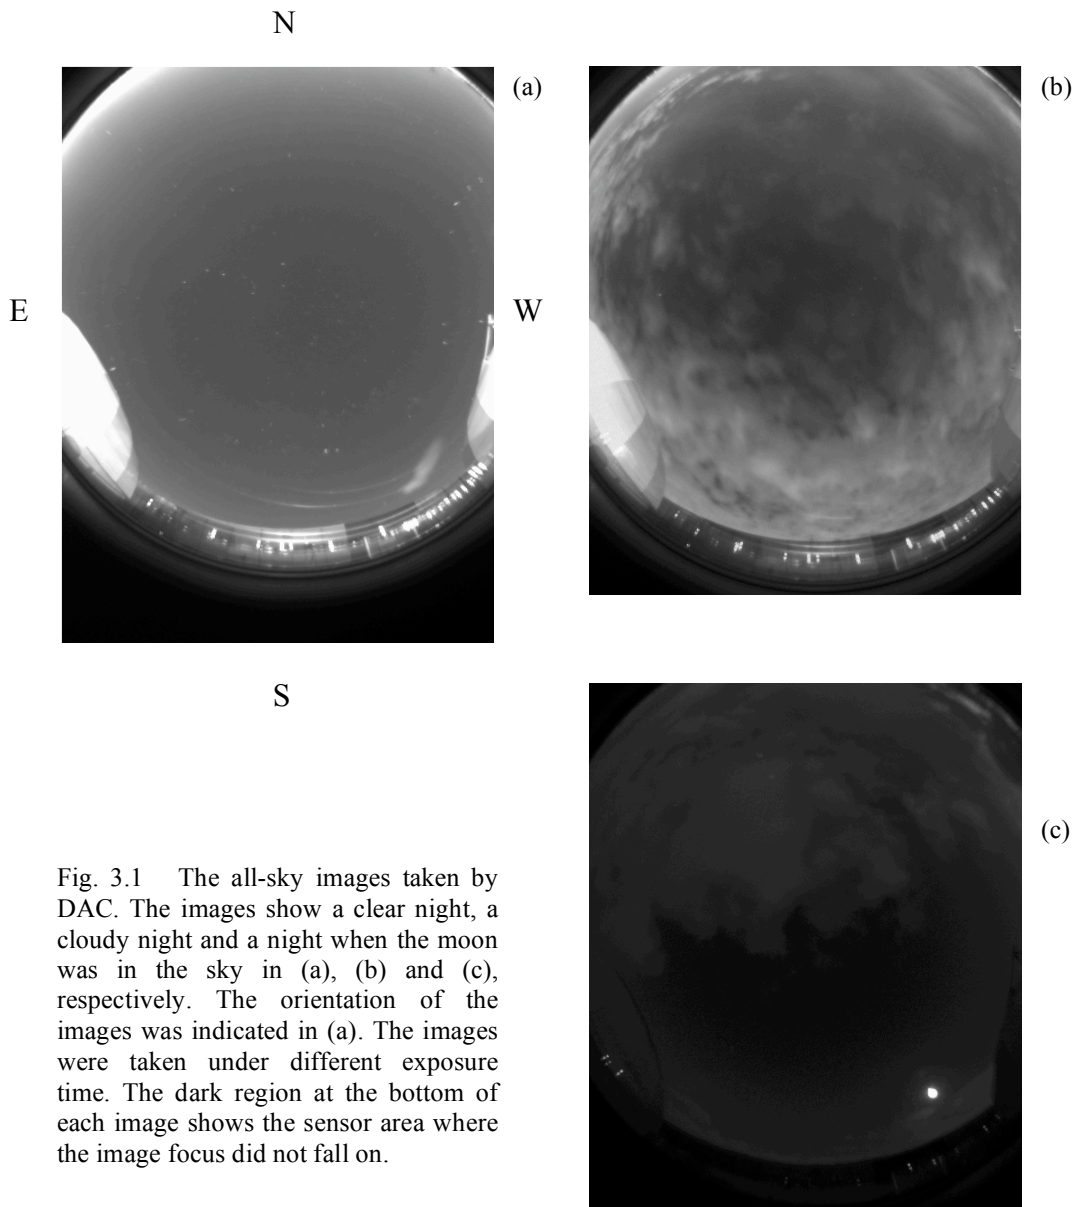 N
(a)
(b)
E
W
S
(c)
Fig. 3.1 The all-sky images taken by
DAC. The images show a clear night, a
cloudy night and a night when the moon
was in the sky in (a), (b) and (c),
respectively. The orientation of the
images was indicated in (a). The images
were taken under different exposure
time. The dark region at the bottom of
each image shows the sensor area where
the image focus did not fall on.